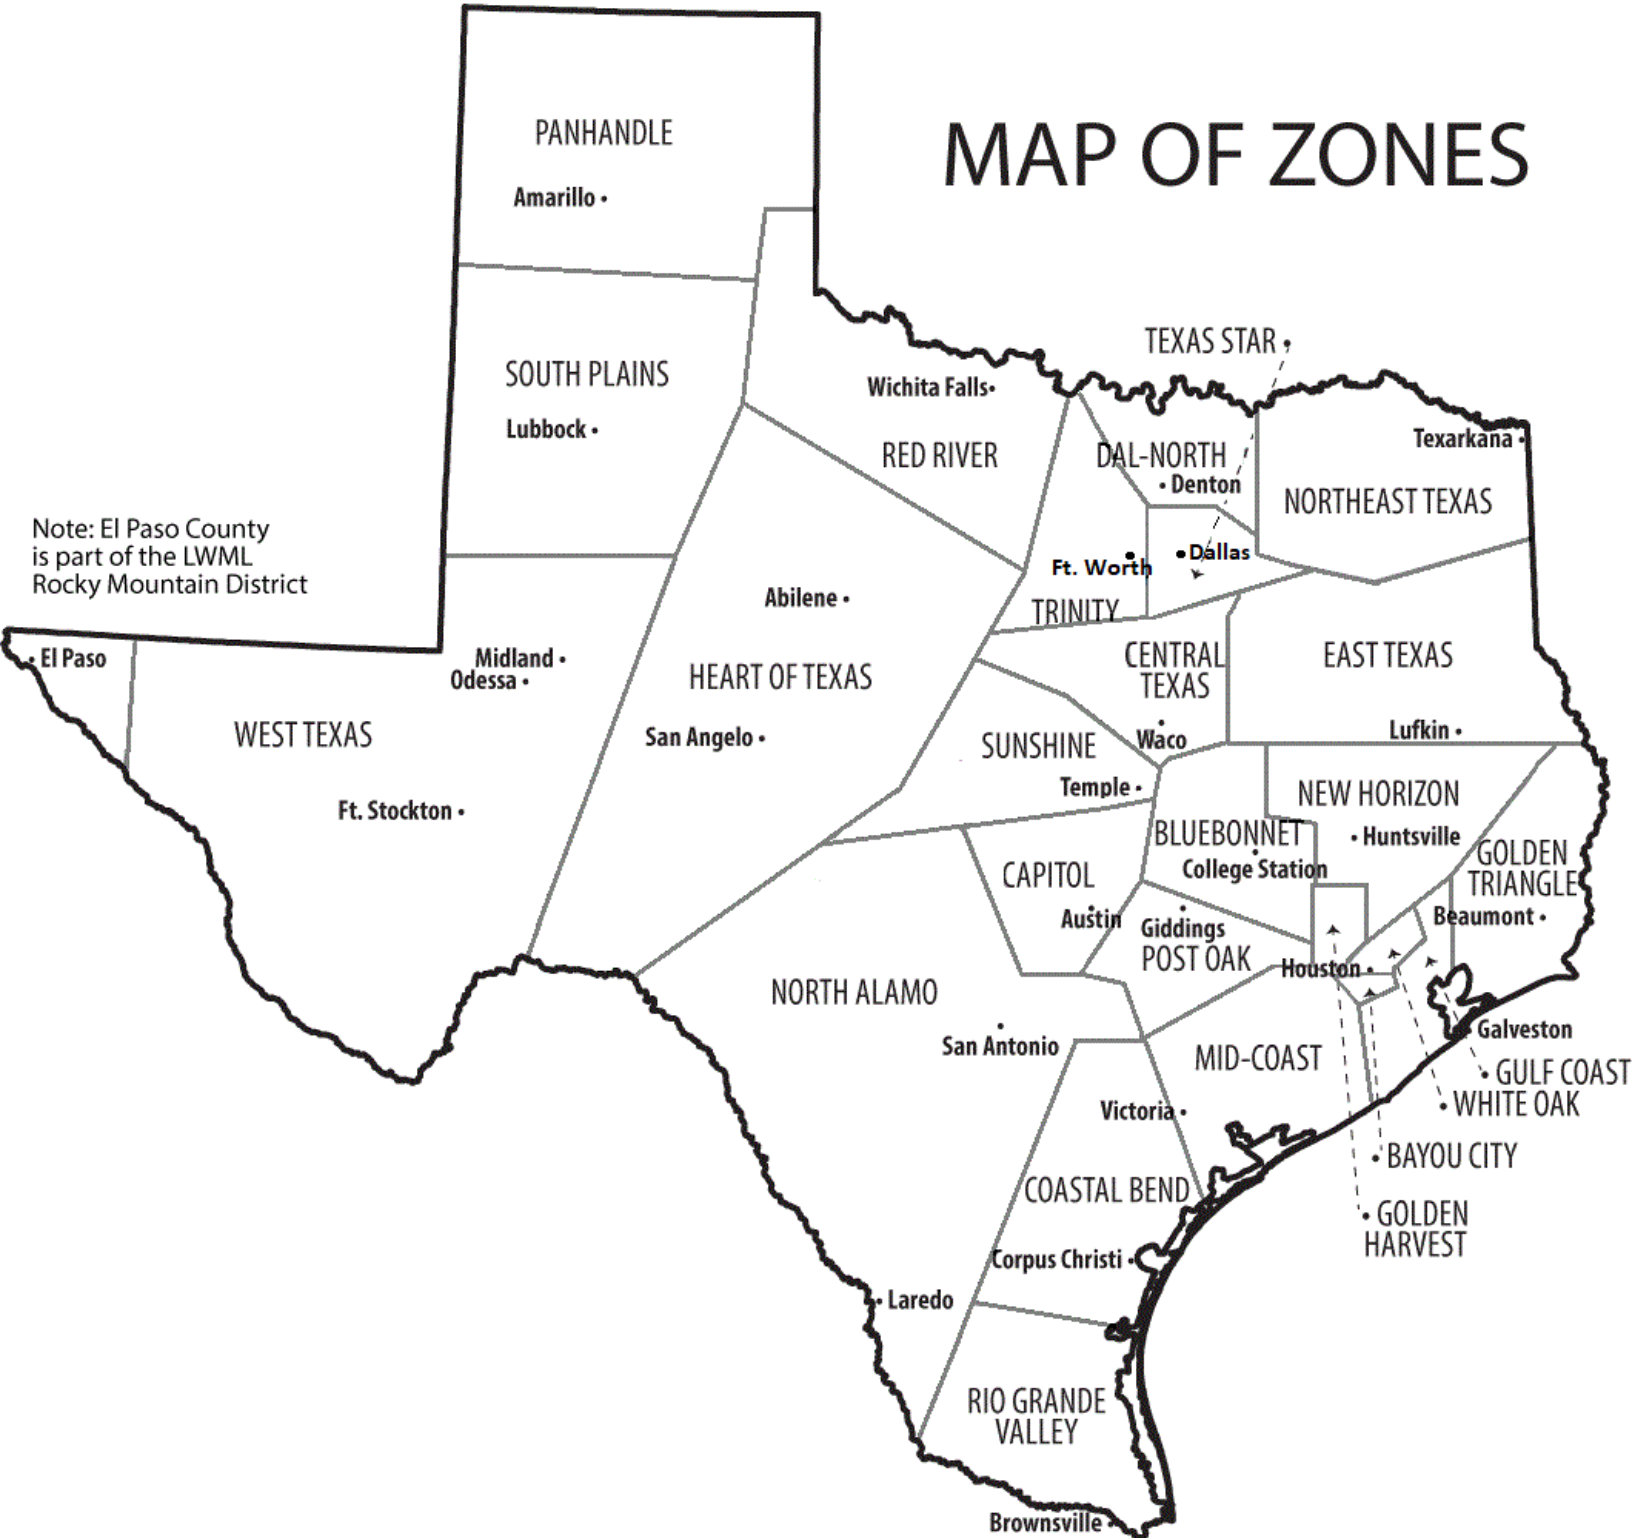 MAP OF ZONES
PANHANDLE
Amarillo
TEXAS STAR
SOUTH PLAINS
Wichita Falls
Lubbock
RED RIVER
DAL-NORTH
Denton
Texarkana
NORTHEAST TEXAS
Note: El Paso County
is part of the LWML
Rocky Mountain District
Dallas
Ft. Worth
TRINITY
Abilene
El Paso
Midland
Odessa
HEART OF TEXAS
CENTRAL
TEXAS
EAST TEXAS
WEST TEXAS
San Angelo
SUNSHINE
Waco
Lufkin
Temple
NEW HORIZON
Ft. Stockton
BLUEBONNET
Huntsville
College Station
GOLDEN
TRIANGLE
CAPITOL
Austin
Giddings
Beaumont
POST OAK
Houston
NORTH ALAMO
San Antonio
Galveston
MID-COAST
GULF COAST
WHITE OAK
Victoria
BAYOU CITY
COASTAL BEND
GOLDEN
HARVEST
Corpus Christi
Laredo
RIO GRANDE
VALLEY
Brownsville